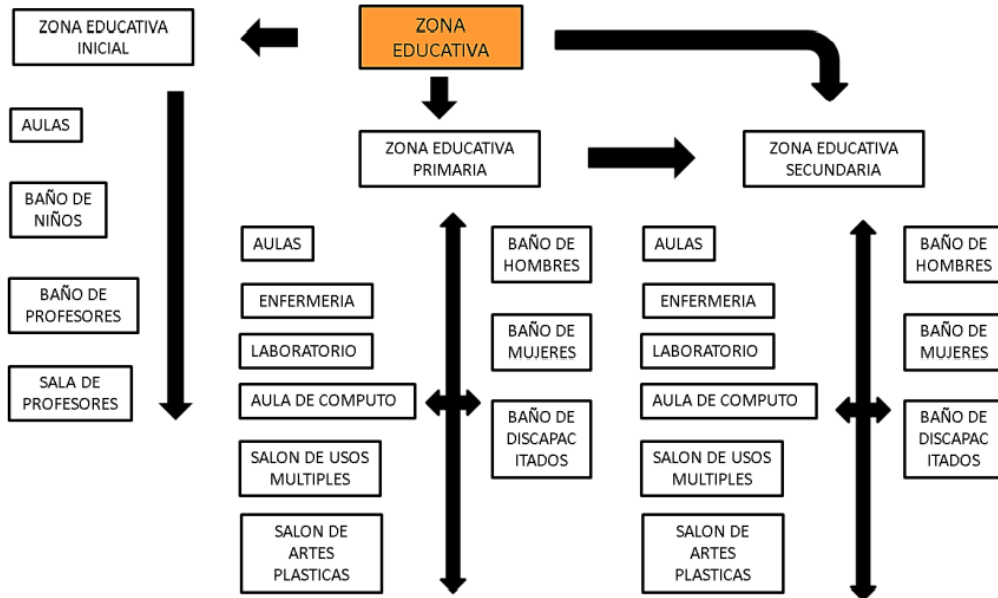 ZONA
EDUCATIVA
ZONA EDUCATIVA
INICIAL
AULAS
BAÑO DE
NIÑOS
BAÑO DE
PROFESORES
SALA DE
PROFESORES
ZONA EDUCATIVA
PRIMARIA
AULAS
ENFERMERIA
LABORATORIO
AULA DE COMPUTO
SALON DE USOS
MULTIPLES
SALON DE
ARTES
PLASTICAS
BAÑO DE
HOMBRES
BAÑO DE
MUJERES
BAÑO DE
DISCAPAC
ITADOS
ZONA EDUCATIVA
SECUNDARIA
AULAS
ENFERMERIA
LABORATORIO
AULA DE COMPUTO
SALON DE USOS
MULTIPLES
SALON DE
ARTES
PLASTICAS
BAÑO DE
HOMBRES
BAÑO DE
MUJERES
BAÑO DE
DISCAPAC
ITADOS